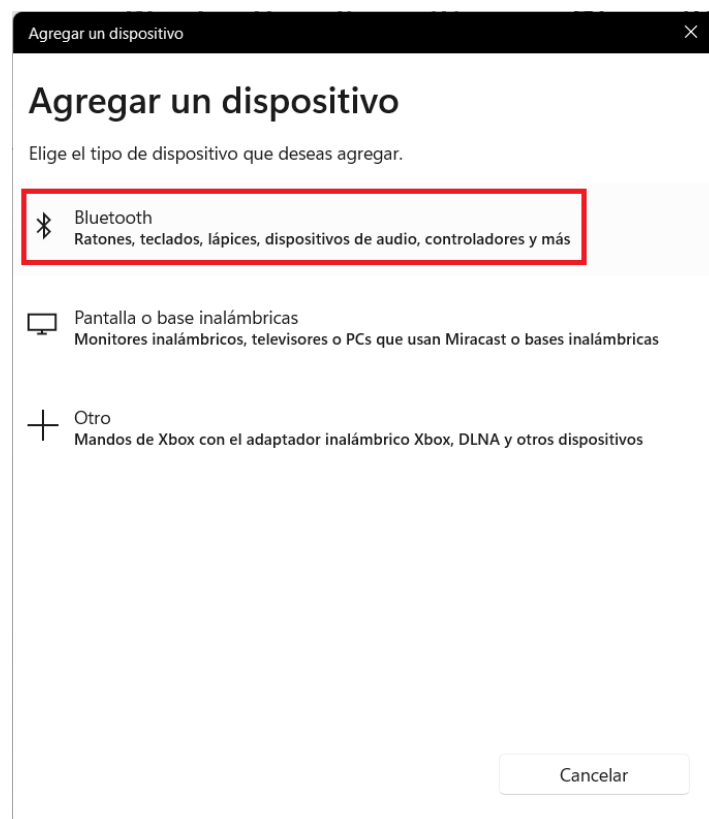 Agregar un dispositivo
Agregar un dispositivo
Elige el tipo de dispositivo que deseas agregar.
Bluetooth
Ratones, teclados, lápices, dispositivos de audio, controladores y más
Pantalla o base inalámbricas
Monitores inalámbricos, televisores o PCs que usan Miracast o bases inalámbricas
Otro
Mandos de Xbox con el adaptador inalámbrico Xbox, DLNA y otros dispositivos
Cancelar